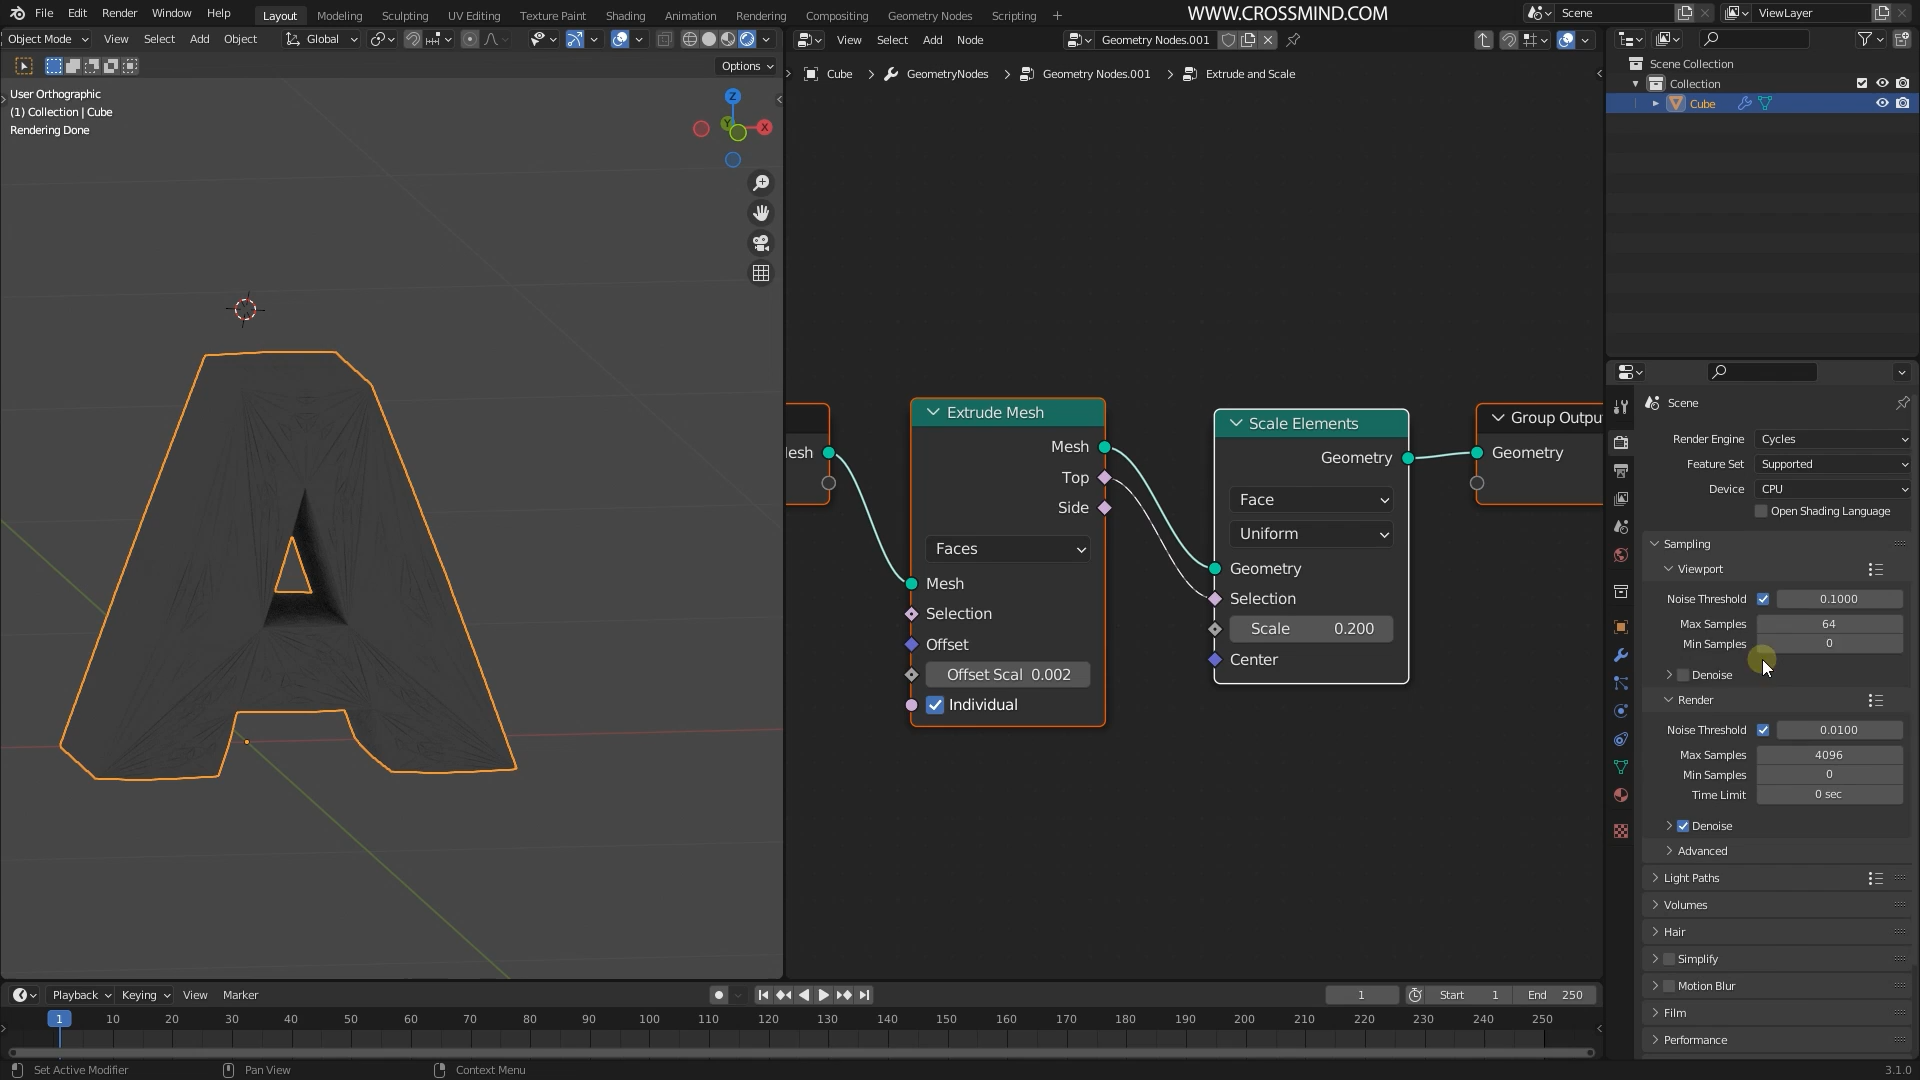 File Edit Render Window Help Layout Modeling Sculpting UV Editing Texture Paint Shading Animation Rendering Compositing Geometry Nodes Scripting + WWW.CROSSMIND.COM Scene ViewLayer
Object Mode View Select Add Object Global
View Select Add Node Geometry Nodes.001
Options
Cube > GeometryNodes > Geometry Nodes.001 > Extrude and Scale
User Orthographic
(1) Collection | Cube
Rendering Done
Z
Y
X
Scene Collection
Collection
Cube
Scene
Render Engine Cycles
Feature Set Supported
Device CPU
Open Shading Language
Sampling
Viewport
Noise Threshold 0.1000
Max Samples 64
Min Samples 0
Denoise
Render
Noise Threshold 0.0100
Max Samples 4096
Min Samples 0
Time Limit 0 sec
Denoise
Advanced
Light Paths
Volumes
Hair
Simplify
Motion Blur
Film
Performance
Extrude Mesh
Mesh
Top
Side
Faces
Mesh
Selection
Offset
Offset Scal 0.002
Individual
Scale Elements
Geometry
Face
Uniform
Geometry
Selection
Scale 0.200
Center
Group Outpu
Geometry
Playback Keying View Marker
1 Start 1 End 250
1 10 20 30 40 50 60 70 80 90 100 110 120 130 140 150 160 170 180 190 200 210 220 230 240 250
Set Active Modifier Pan View Context Menu 3.1.0